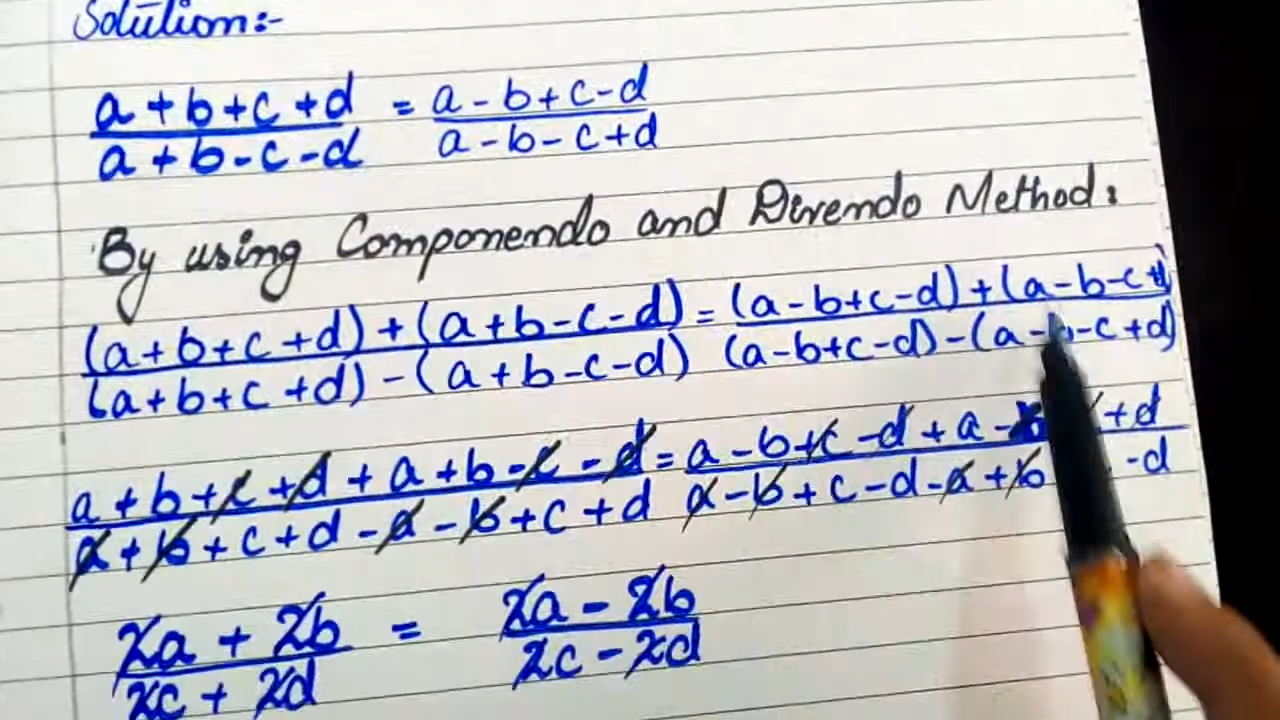 Solution:-
a + b + c + d = a - b + c - d
a + b - c - d a - b - c + d
By using Componendo and Divendo Method:
(a + b + c + d) + (a + b - c - d) = (a - b + c - d) + (a - b - c + d)
(a + b + c + d) - (a + b - c - d) (a - b + c - d) - (a - b - c + d)
a + b + c + d + a + b - c - d = a - b + c - d + a - b + d
a + b + c + d - a - b + c + d a - b + c - d - a + b - d
2a + 2b = 2a - 2b
2c + 2d 2c - 2d